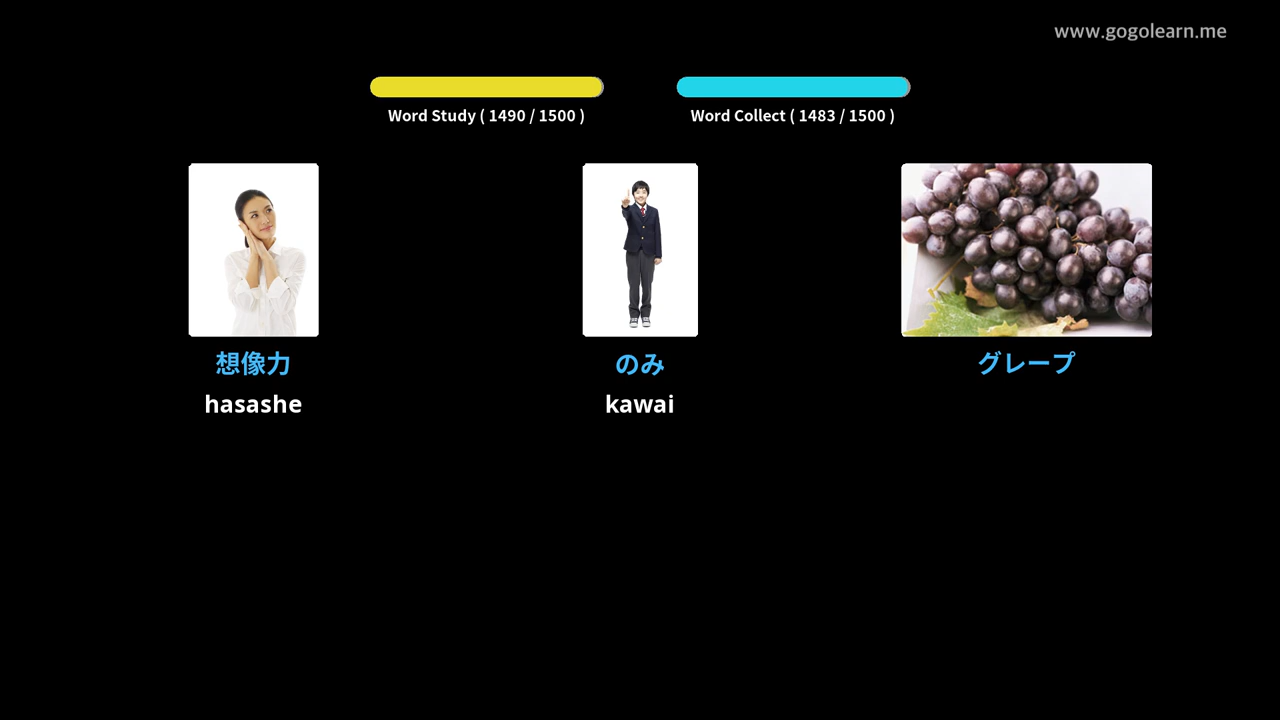 www.gogolearn.me
Word Study ( 1490 / 1500 )
Word Collect ( 1483 / 1500 )
想像力
のみ
グレープ
hasashe
kawai